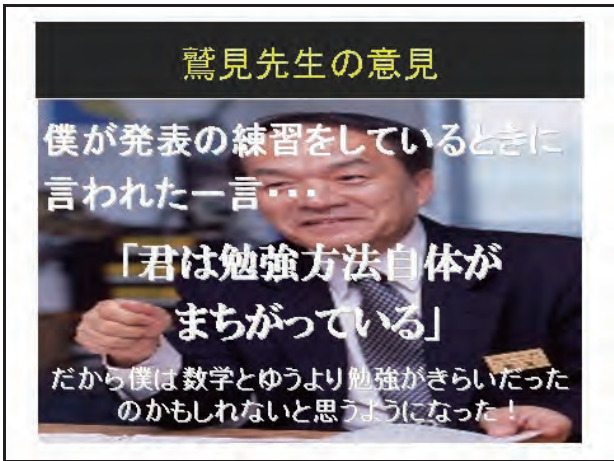 鷲見先生の意見
僕が発表の練習をしているときに
言われた一言・・・
「君は勉強方法自体が
まちがっている」
だから僕は数学とゆうより勉強がきらいだった
のかもしれないと思うようになった！